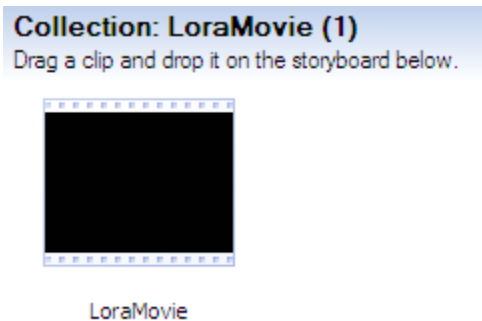 Collection: LoraMovie (1)
Drag a clip and drop it on the storyboard below.
LoraMovie